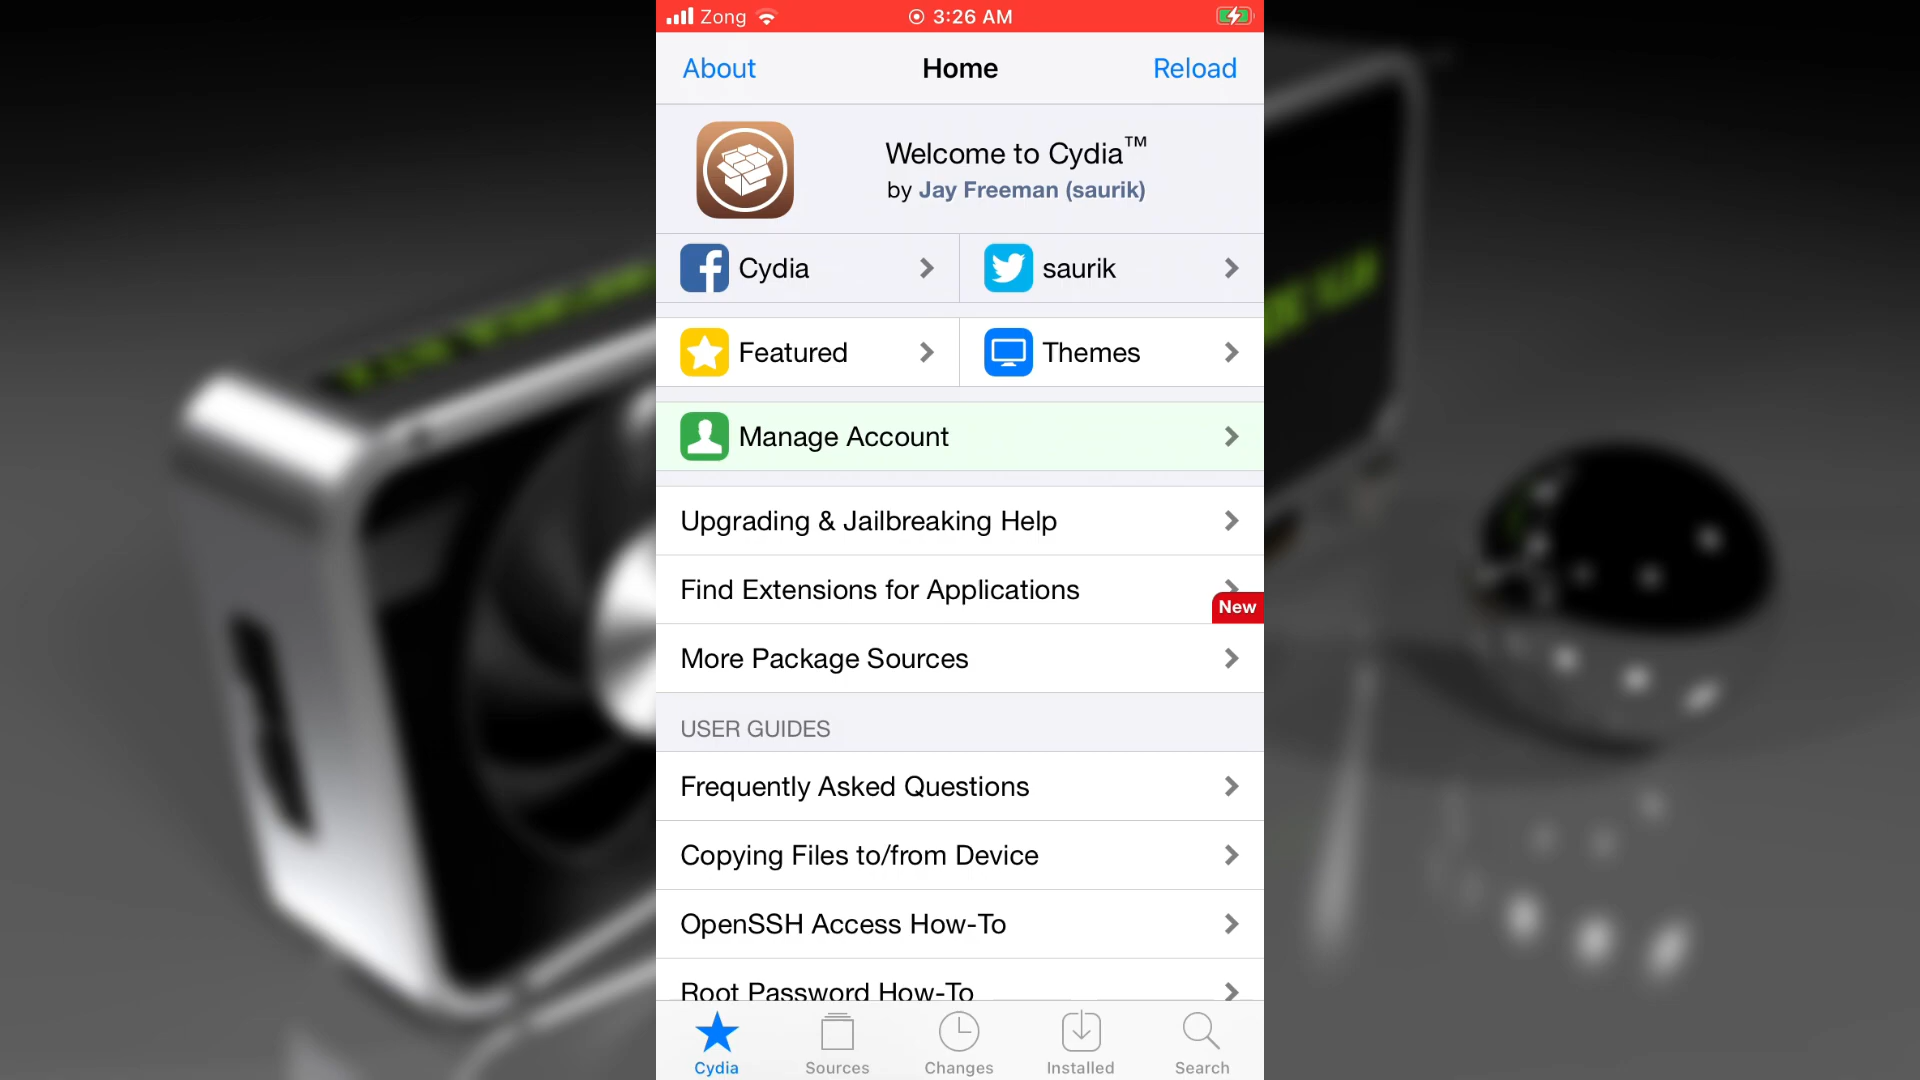 Zong 3:26 AM
About Home Reload
Welcome to Cydia™
by Jay Freeman (saurik)
Cydia saurik
Featured Themes
Manage Account
Upgrading & Jailbreaking Help
Find Extensions for Applications
New
More Package Sources
USER GUIDES
Frequently Asked Questions
Copying Files to/from Device
OpenSSH Access How-To
Root Password How-To
Cydia Sources Changes Installed Search